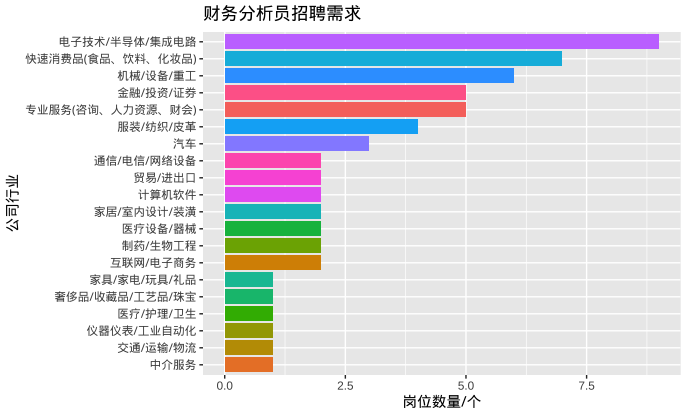 财务分析员招聘需求
电子技术/半导体/集成电路
快速消费品(食品、饮料、化妆品)
机械/设备/重工
金融/投资/证券
专业服务(咨询、人力资源、财会)
服装/纺织/皮革
汽车
通信/电信/网络设备
贸易/进出口
计算机软件
家居/室内设计/装潢
医疗设备/器械
制药/生物工程
互联网/电子商务
家具/家电/玩具/礼品
奢侈品/收藏品/工艺品/珠宝
医疗/护理/卫生
仪器仪表/工业自动化
交通/运输/物流
中介服务
公司行业
0.0 2.5 5.0 7.5
岗位数量/个